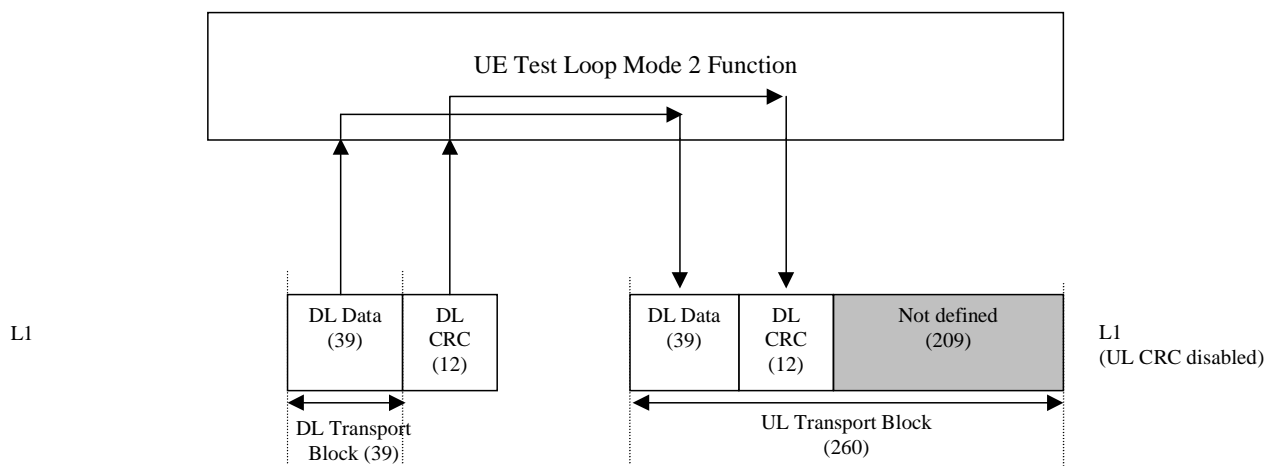 UE Test Loop Mode 2 Function
L1
DL Data
(39)
DL
CRC
(12)
DL Transport
Block (39)
DL Data
(39)
DL
CRC
(12)
Not defined
(209)
UL Transport Block
(260)
L1
(UL CRC disabled)